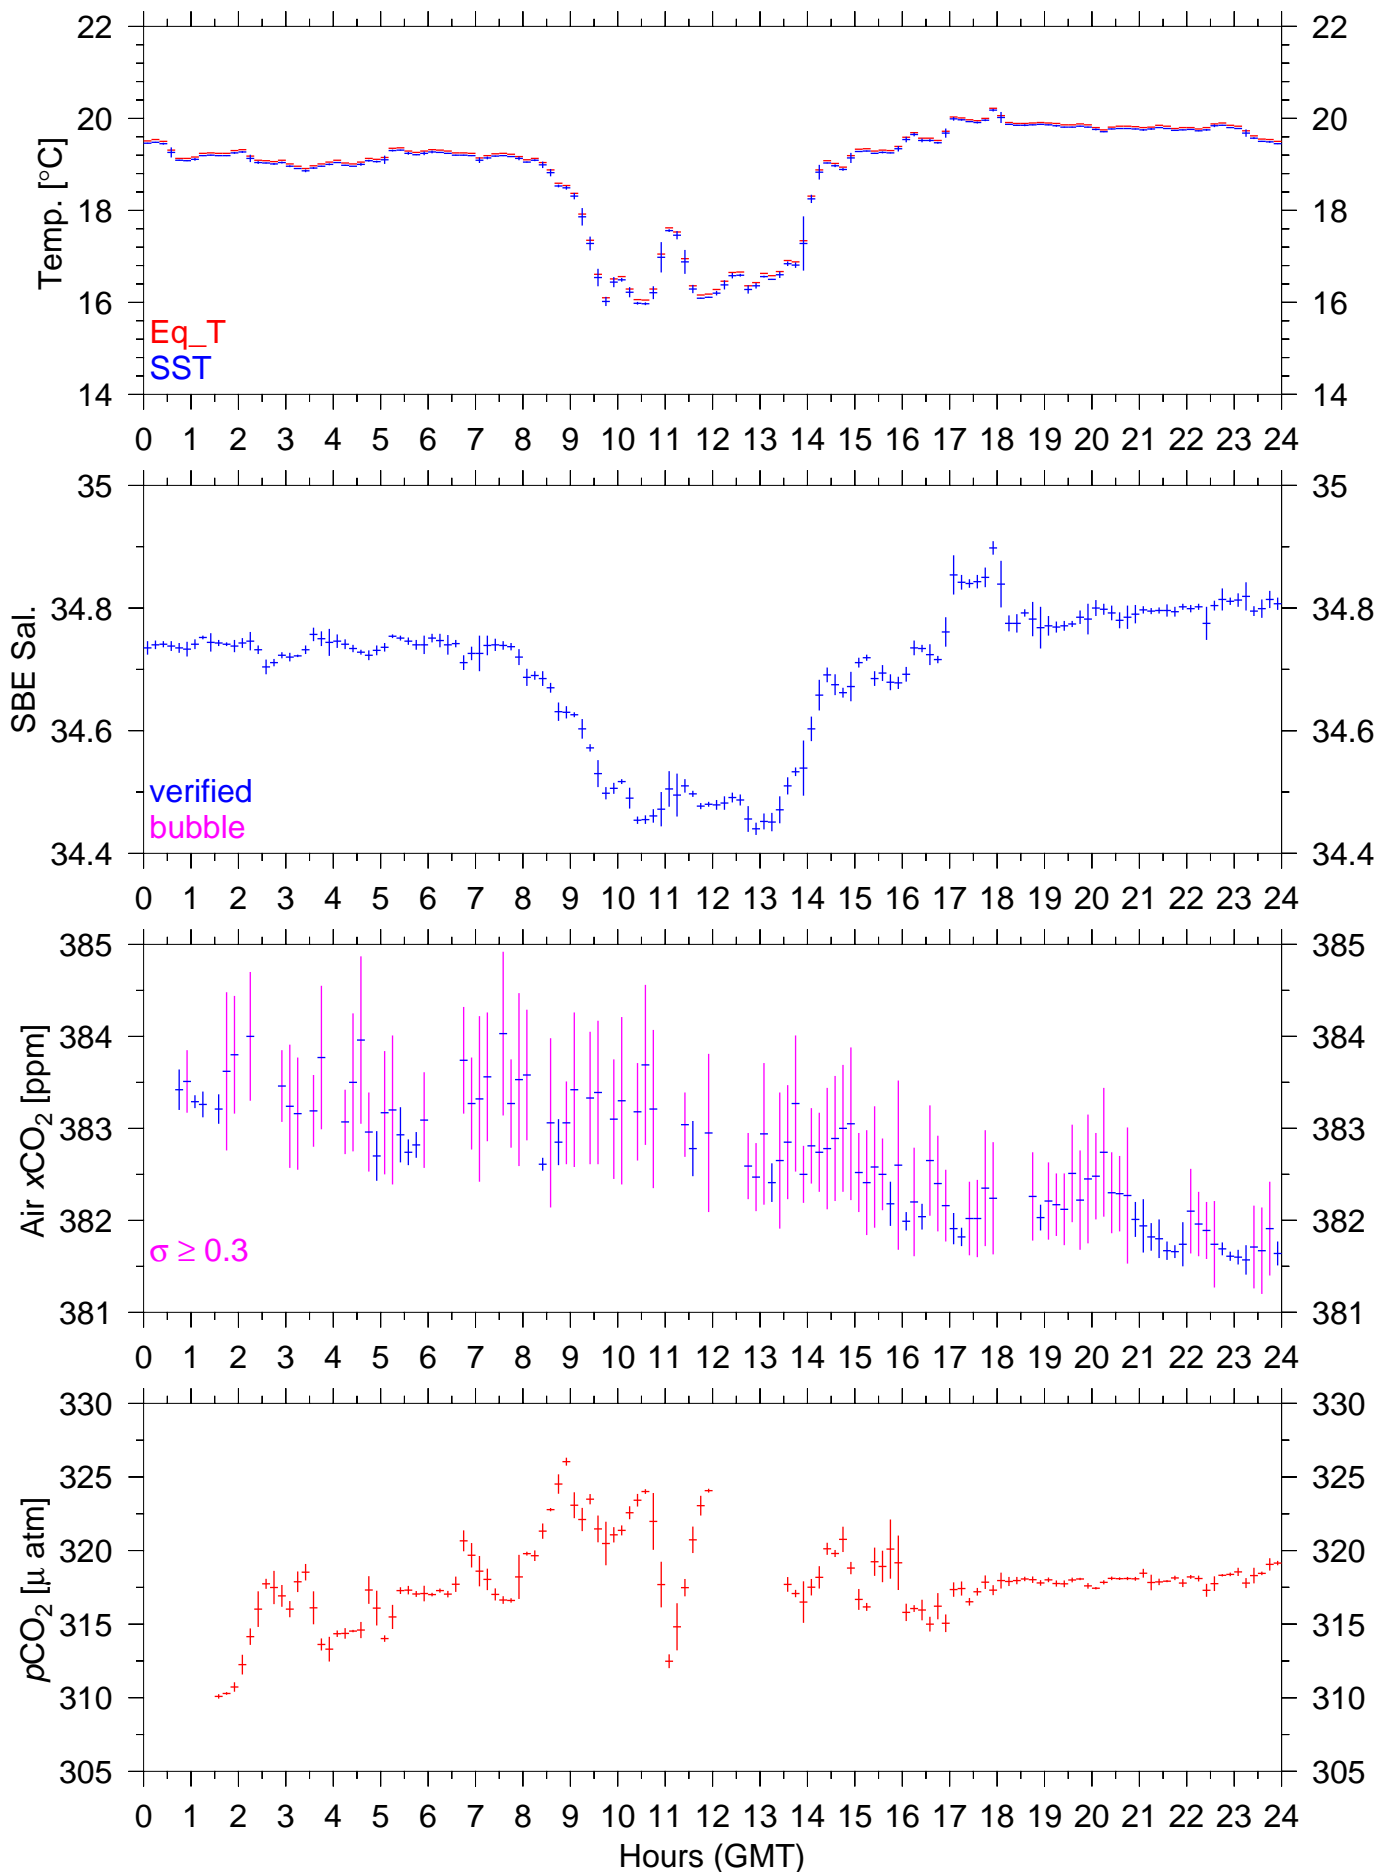 22 22
20 20
18 18
16 16
14 14
Temp. [°C]
Eq_T
SST
0 1 2 3 4 5 6 7 8 9 10 11 12 13 14 15 16 17 18 19 20 21 22 23 24
35 35
34.8 34.8
34.6 34.6
34.4 34.4
SBE Sal.
verified
bubble
0 1 2 3 4 5 6 7 8 9 10 11 12 13 14 15 16 17 18 19 20 21 22 23 24
385 385
384 384
383 383
382 382
381 381
Air xCO₂ [ppm]
σ ≥ 0.3
0 1 2 3 4 5 6 7 8 9 10 11 12 13 14 15 16 17 18 19 20 21 22 23 24
330 330
325 325
320 320
315 315
310 310
305 305
pCO₂ [µ atm]
0 1 2 3 4 5 6 7 8 9 10 11 12 13 14 15 16 17 18 19 20 21 22 23 24
Hours (GMT)